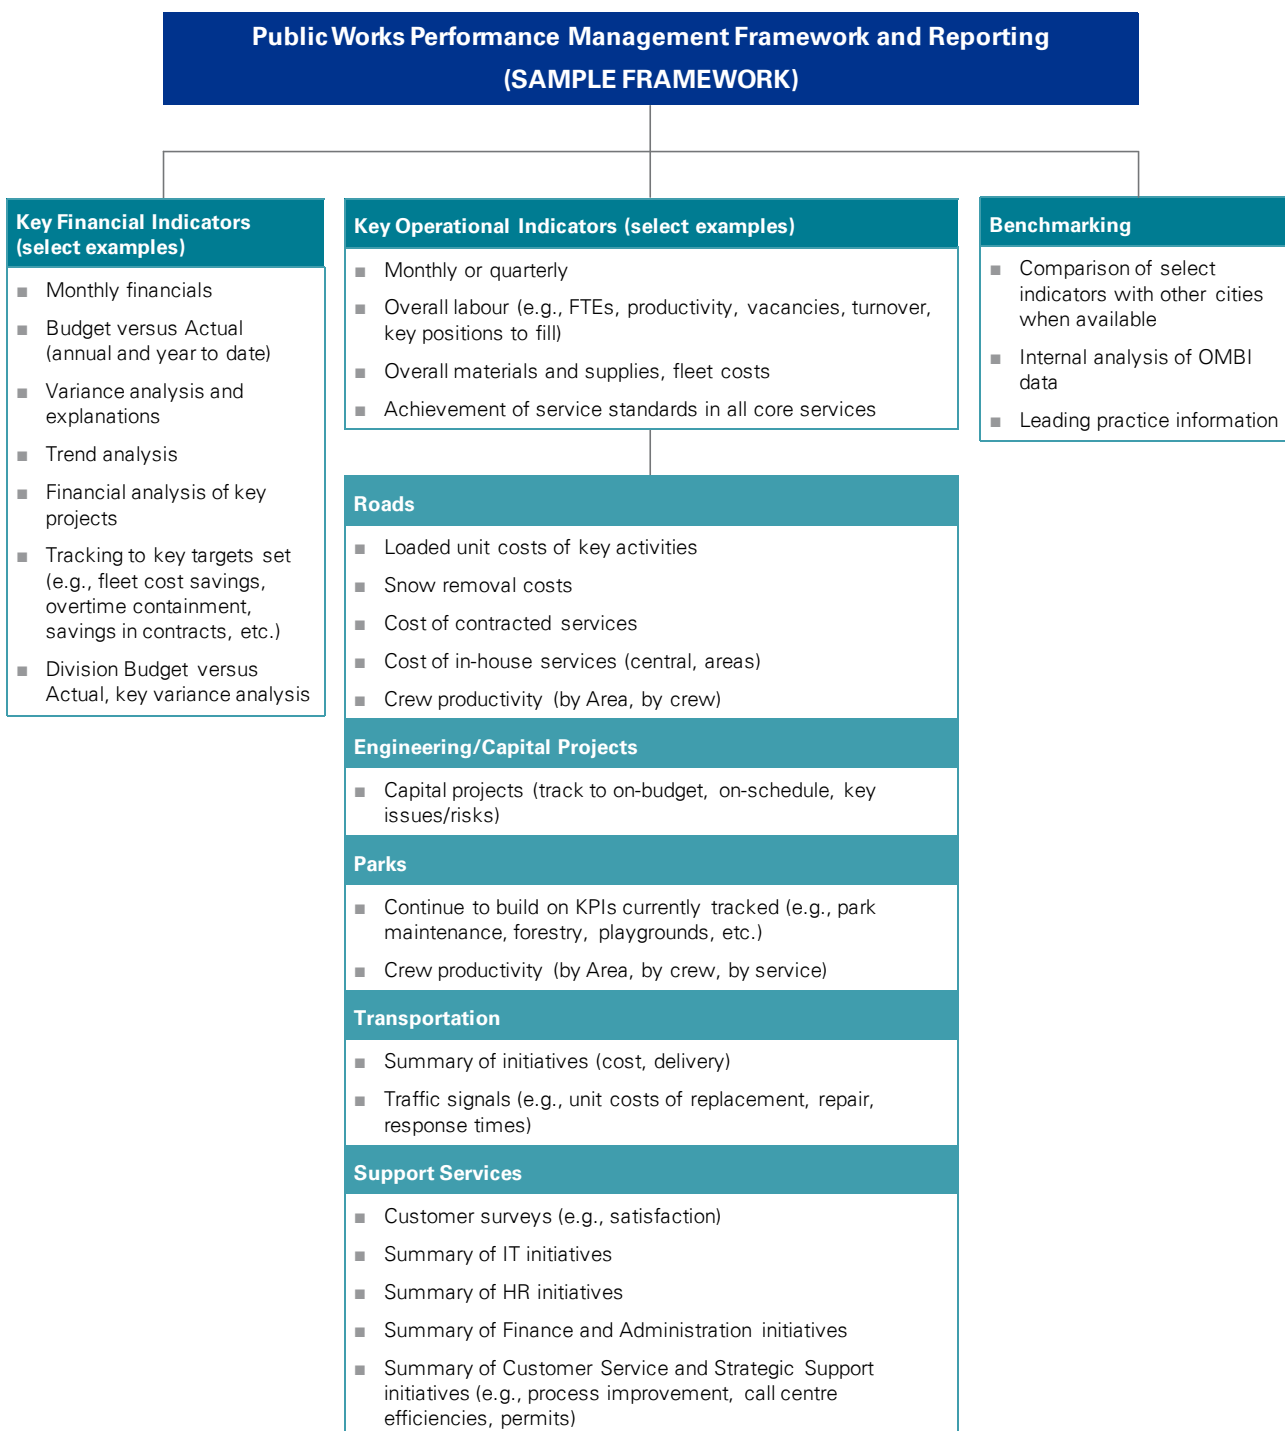 Public Works Performance Management Framework and Reporting
(SAMPLE FRAMEWORK)
Key Financial Indicators
(select examples)
■ Monthly financials
■ Budget versus Actual
(annual and year to date)
■ Variance analysis and
explanations
■ Trend analysis
■ Financial analysis of key
projects
■ Tracking to key targets set
(e.g., fleet cost savings,
overtime containment,
savings in contracts, etc.)
■ Division Budget versus
Actual, key variance analysis
Key Operational Indicators (select examples)
■ Monthly or quarterly
■ Overall labour (e.g., FTEs, productivity, vacancies, turnover,
key positions to fill)
■ Overall materials and supplies, fleet costs
■ Achievement of service standards in all core services
Roads
■ Loaded unit costs of key activities
■ Snow removal costs
■ Cost of contracted services
■ Cost of in-house services (central, areas)
■ Crew productivity (by Area, by crew)
Engineering/Capital Projects
■ Capital projects (track to on-budget, on-schedule, key
issues/risks)
Parks
■ Continue to build on KPIs currently tracked (e.g., park
maintenance, forestry, playgrounds, etc.)
■ Crew productivity (by Area, by crew, by service)
Transportation
■ Summary of initiatives (cost, delivery)
■ Traffic signals (e.g., unit costs of replacement, repair,
response times)
Support Services
■ Customer surveys (e.g., satisfaction)
■ Summary of IT initiatives
■ Summary of HR initiatives
■ Summary of Finance and Administration initiatives
■ Summary of Customer Service and Strategic Support
initiatives (e.g., process improvement, call centre
efficiencies, permits)
Benchmarking
■ Comparison of select
indicators with other cities
when available
■ Internal analysis of OMBI
data
■ Leading practice information